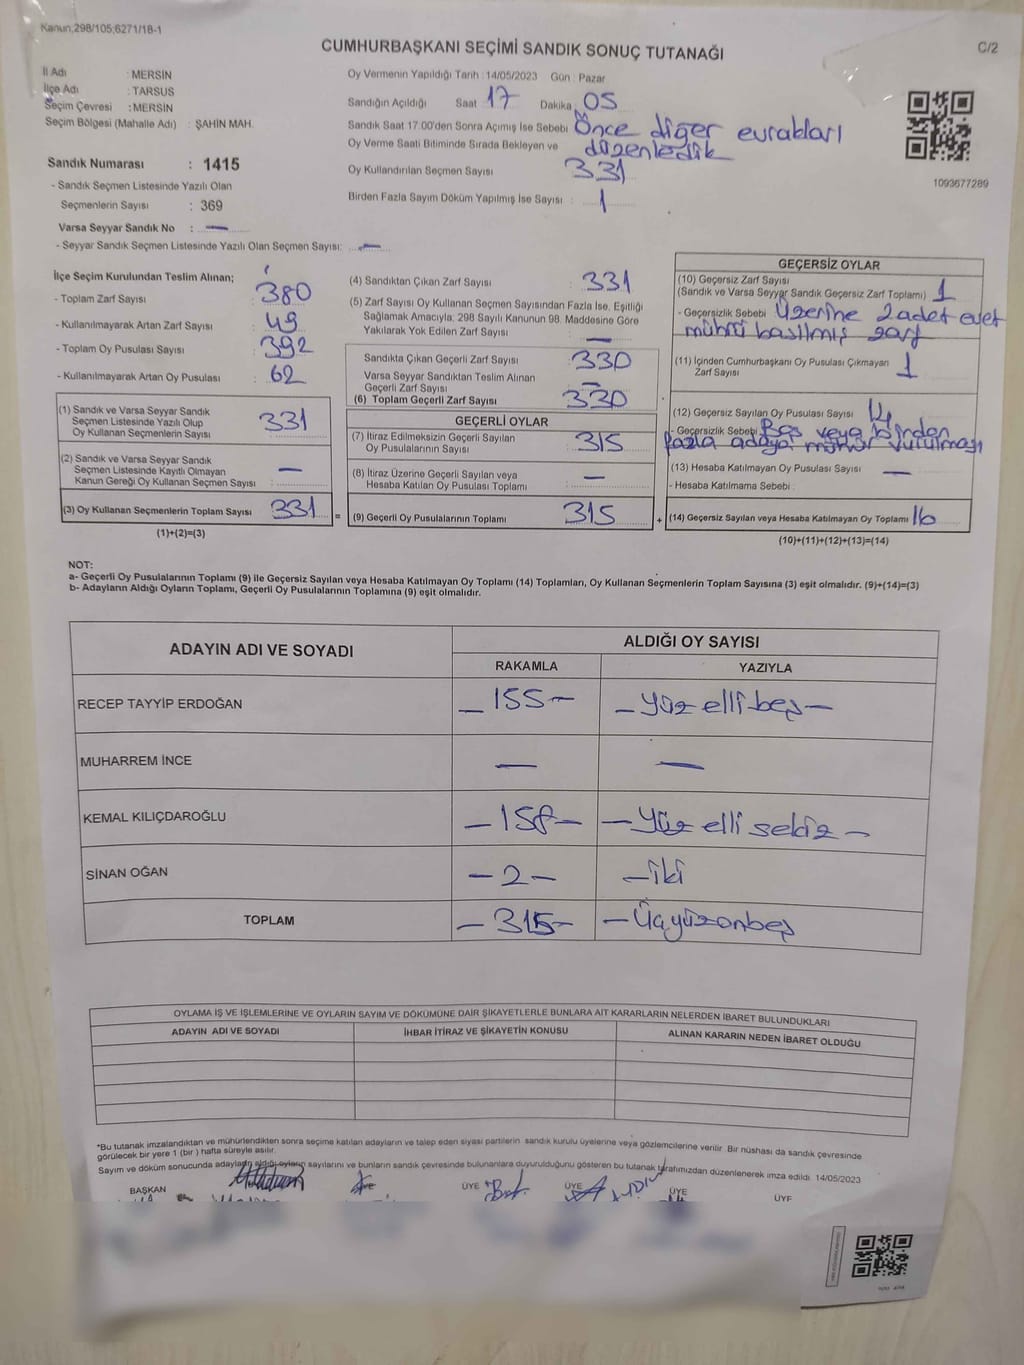 Kanun,298/105;6271/18-1
C/2
CUMHURBAŞKANI SEÇİMİ SANDIK SONUÇ TUTANAĞI
İl Adı : MERSİN
İlçe Adı : TARSUS
Seçim Çevresi : MERSİN
Seçim Bölgesi (Mahalle Adı) : ŞAHİN MAH.
Sandık Numarası : 1415
- Sandık Seçmen Listesinde Yazılı Olan
Seçmenlerin Sayısı : 369
Varsa Seyyar Sandık No : —
- Seyyar Sandık Seçmen Listesinde Yazılı Olan Seçmen Sayısı: —
Oy Vermenin Yapıldığı Tarih : 14/05/2023 Gün : Pazar
Sandığın Açıldığı Saat 17 Dakika 05
Sandık Saat 17:00'den Sonra Açımış İse Sebebi Önce diğer evrakları
Oy Verme Saati Bitiminde Sırada Bekleyen ve düzenledik
Oy Kullandırılan Seçmen Sayısı 331
Birden Fazla Sayım Döküm Yapılmış İse Sayısı : 1
1093677289
İlçe Seçim Kurulundan Teslim Alınan;
- Toplam Zarf Sayısı : 380
- Kullanılmayarak Artan Zarf Sayısı : 49
- Toplam Oy Pusulası Sayısı : 392
- Kullanılmayarak Artan Oy Pusulası : 62
(1) Sandık ve Varsa Seyyar Sandık
Seçmen Listesinde Yazılı Olup
Oy Kullanan Seçmenlerin Sayısı 331
(2) Sandık ve Varsa Seyyar Sandık
Seçmen Listesinde Kayıtlı Olmayan
Kanun Gereği Oy Kullanan Seçmen Sayısı : —
(3) Oy Kullanan Seçmenlerin Toplam Sayısı 331
(1)+(2)=(3)
(4) Sandıktan Çıkan Zarf Sayısı : 331
(5) Zarf Sayısı Oy Kullanan Seçmen Sayısından Fazla İse, Eşitliği
Sağlamak Amacıyla; 298 Sayılı Kanunun 98. Maddesine Göre
Yakılarak Yok Edilen Zarf Sayısı : —
Sandıkta Çıkan Geçerli Zarf Sayısı : 330
Varsa Seyyar Sandıktan Teslim Alınan
Geçerli Zarf Sayısı : —
(6) Toplam Geçerli Zarf Sayısı : 330
GEÇERLİ OYLAR
(7) İtiraz Edilmeksizin Geçerli Sayılan
Oy Pusulalarının Sayısı : 315
(8) İtiraz Üzerine Geçerli Sayılan veya
Hesaba Katılan Oy Pusulası Toplamı : —
= (9) Geçerli Oy Pusulalarının Toplamı : 315
GEÇERSİZ OYLAR
(10) Geçersiz Zarf Sayısı
(Sandık ve Varsa Seyyar Sandık Geçersiz Zarf Toplamı) 1
- Geçersizlik Sebebi : Üzerine 2 adet evet
mührü basılmış zarf
(11) İçinden Cumhurbaşkanı Oy Pusulası Çıkmayan
Zarf Sayısı : 1
(12) Geçersiz Sayılan Oy Pusulası Sayısı : 14
- Geçersizlik Sebebi Boş veya birden
fazla adaya mühür vurulması
(13) Hesaba Katılmayan Oy Pusulası Sayısı : —
- Hesaba Katılmama Sebebi :
+ (14) Geçersiz Sayılan veya Hesaba Katılmayan Oy Toplamı 16
(10)+(11)+(12)+(13)=(14)
NOT:
a- Geçerli Oy Pusulalarının Toplamı (9) ile Geçersiz Sayılan veya Hesaba Katılmayan Oy Toplamı (14) Toplamları, Oy Kullanan Seçmenlerin Toplam Sayısına (3) eşit olmalıdır. (9)+(14)=(3)
b- Adayların Aldığı Oyların Toplamı, Geçerli Oy Pusulalarının Toplamına (9) eşit olmalıdır.
ADAYIN ADI VE SOYADI
ALDIĞI OY SAYISI
RAKAMLA YAZIYLA
RECEP TAYYİP ERDOĞAN – 155 – – Yüz elli beş –
MUHARREM İNCE — —
KEMAL KILIÇDAROĞLU – 158 – – Yüz elli sekiz –
SİNAN OĞAN – 2 – – iki
TOPLAM – 315 – – Üçyüzonbeş
OYLAMA İŞ VE İŞLEMLERİNE VE OYLARIN SAYIM VE DÖKÜMÜNE DAİR ŞİKAYETLERLE BUNLARA AİT KARARLARIN NELERDEN İBARET BULUNDUKLARI
ADAYIN ADI VE SOYADI İHBAR İTİRAZ VE ŞİKAYETİN KONUSU ALINAN KARARIN NEDEN İBARET OLDUĞU
*Bu tutanak imzalandıktan ve mühürlendikten sonra seçime katılan adayların ve talep eden siyasi partilerin sandık kurulu üyelerine veya gözlemcilerine verilir. Bir nüshası da sandık çevresinde
görülecek bir yere 1 (bir ) hafta süreyle asılır.
Sayım ve döküm sonucunda adayların aldığı oyların sayılarını ve bunların sandık çevresinde bulunanlara duyurulduğunu gösteren bu tutanak tarafımızdan düzenlenerek imza edildi. 14/05/2023
BAŞKAN ÜYE ÜYE ÜYE ÜYE